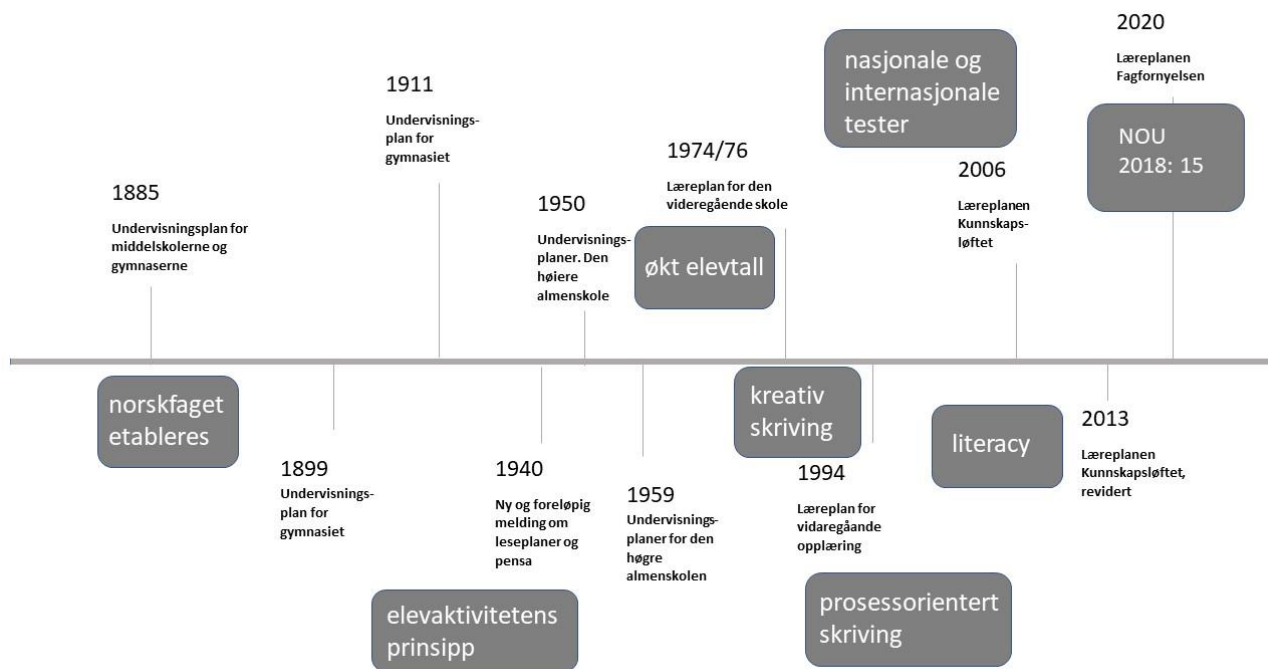 1885
Undervisningsplan for
middelskolerne og
gymnaserne
norskfaget
etableres
1899
Undervisnings-
plan for
gymnasiet
1911
Undervisnings-
plan for
gymnasiet
elevaktivitetens
prinsipp
1940
Ny og foreløpig
melding om
leseplaner og
pensa
1950
Undervisnings-
planer. Den
høiere
almenskole
1959
Undervisnings-
planer for den
høgre
almenskolen
økt elevtall
1974/76
Læreplan for den
videregående skole
kreativ
skriving
1994
Læreplan for
vidaregåande
opplæring
prosessorientert
skriving
nasjonale og
internasjonale
tester
literacy
2006
Læreplanen
Kunnskaps-
løftet
2013
Læreplanen
Kunnskapsløftet,
revidert
2020
Læreplanen
Fagfornyelsen
NOU
2018: 15